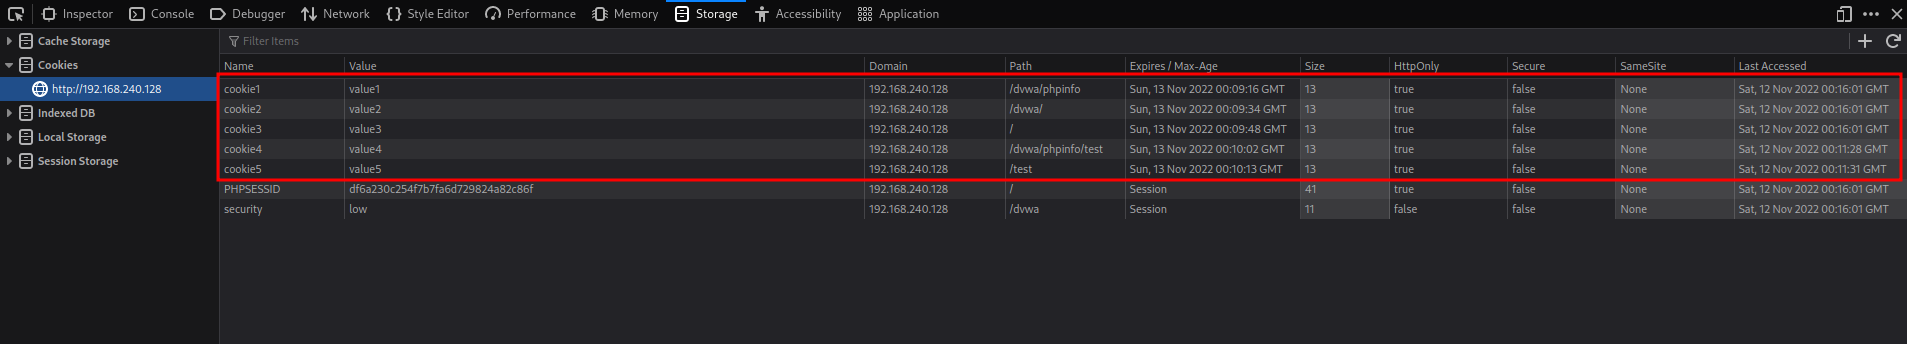 Inspector Console Debugger Network Style Editor Performance Memory Storage Accessibility Application
Cache Storage
Filter Items
Cookies
http://192.168.240.128
Indexed DB
Local Storage
Session Storage
Name Value Domain Path Expires / Max-Age Size HttpOnly Secure SameSite Last Accessed
cookie1 value1 192.168.240.128 /dvwa/phpinfo Sun, 13 Nov 2022 00:09:16 GMT 13 true false None Sat, 12 Nov 2022 00:16:01 GMT
cookie2 value2 192.168.240.128 /dvwa/ Sun, 13 Nov 2022 00:09:34 GMT 13 true false None Sat, 12 Nov 2022 00:16:01 GMT
cookie3 value3 192.168.240.128 / Sun, 13 Nov 2022 00:09:48 GMT 13 true false None Sat, 12 Nov 2022 00:16:01 GMT
cookie4 value4 192.168.240.128 /dvwa/phpinfo/test Sun, 13 Nov 2022 00:10:02 GMT 13 true false None Sat, 12 Nov 2022 00:11:28 GMT
cookie5 value5 192.168.240.128 /test Sun, 13 Nov 2022 00:10:13 GMT 13 true false None Sat, 12 Nov 2022 00:11:31 GMT
PHPSESSID df6a230c254f7b7fa6d729824a82c86f 192.168.240.128 / Session 41 true false None Sat, 12 Nov 2022 00:16:01 GMT
security low 192.168.240.128 /dvwa Session 11 false false None Sat, 12 Nov 2022 00:16:01 GMT